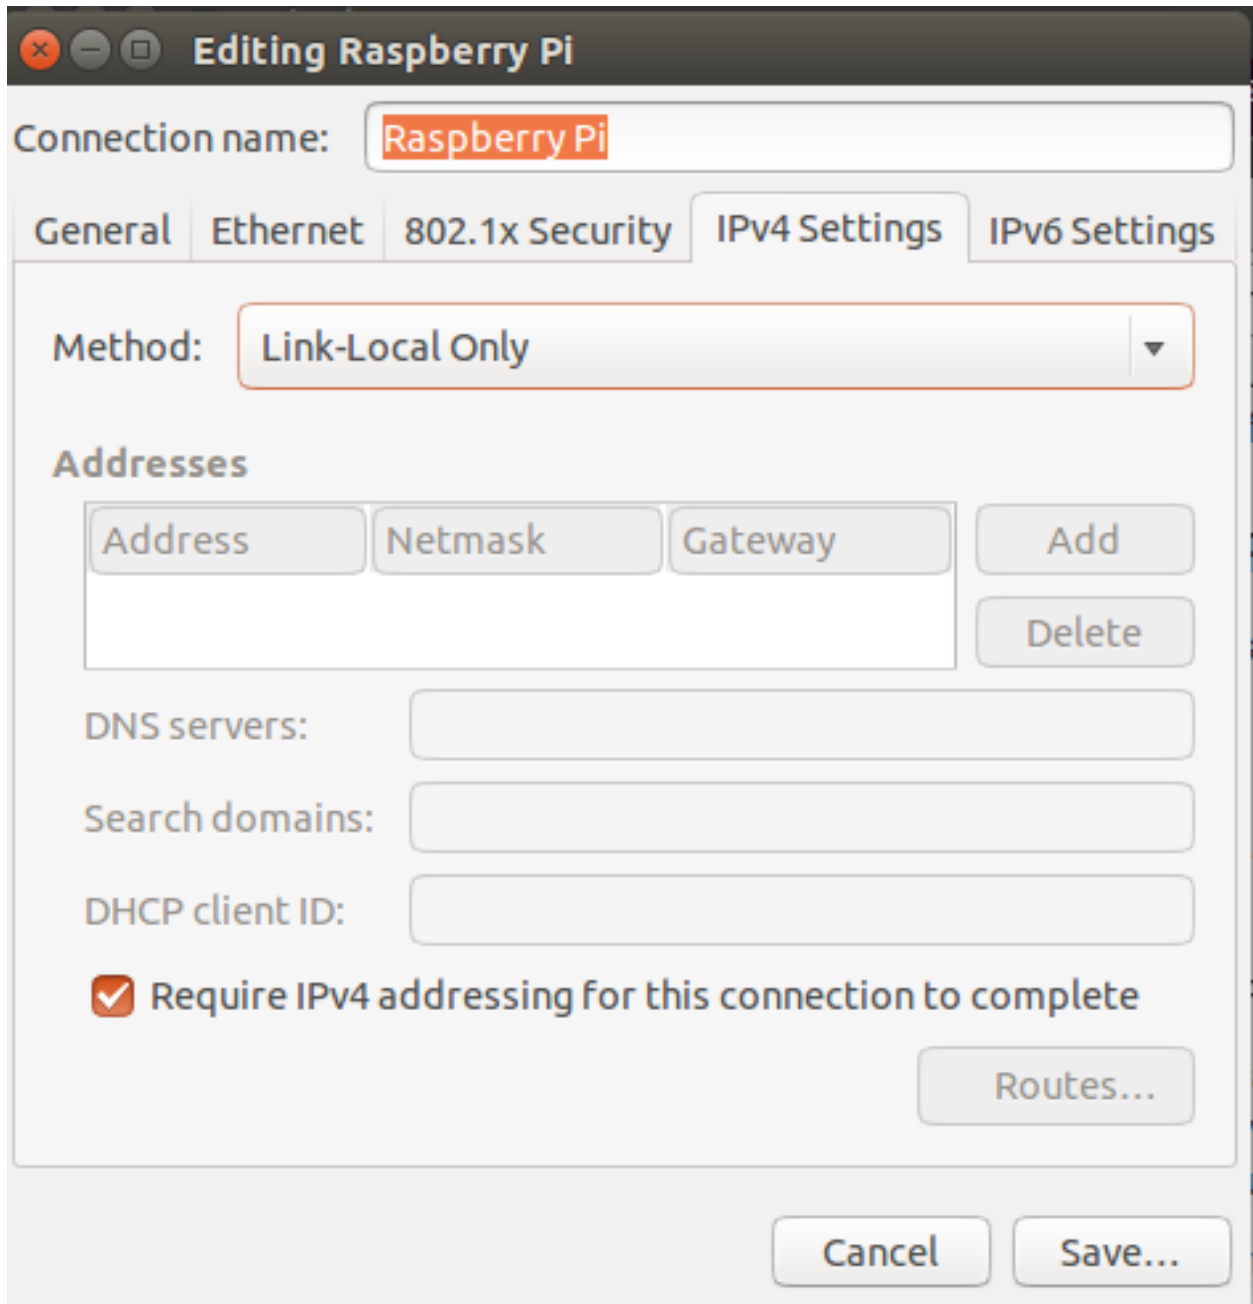 Editing Raspberry Pi
Connection name: Raspberry Pi
General Ethernet 802.1x Security IPv4 Settings IPv6 Settings
Method: Link-Local Only
Addresses
Address Netmask Gateway Add
Delete
DNS servers:
Search domains:
DHCP client ID:
Require IPv4 addressing for this connection to complete
Routes...
Cancel Save...